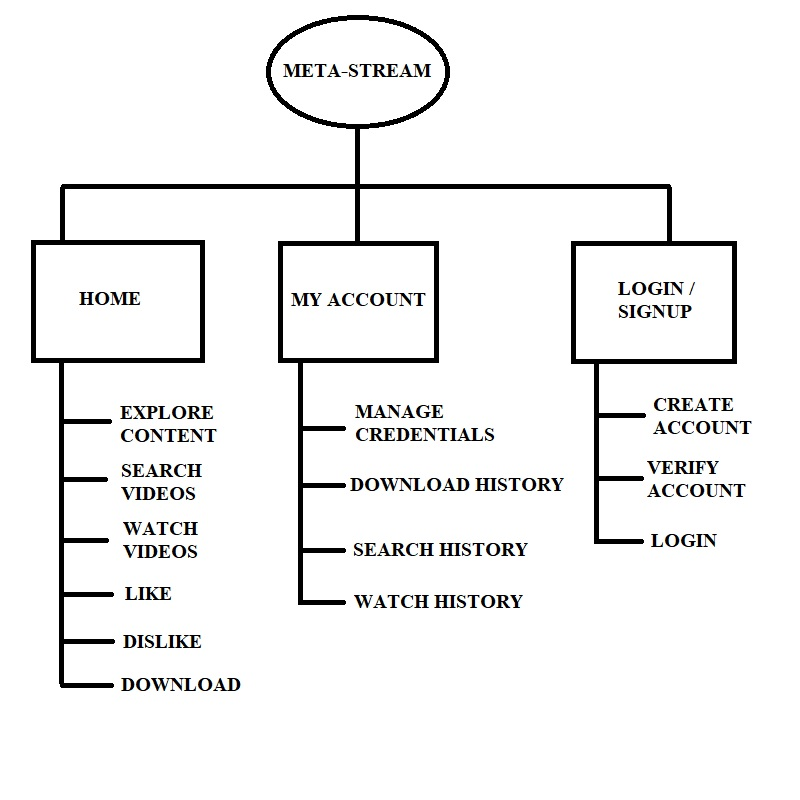 META-STREAM
HOME
MY ACCOUNT
LOGIN /
SIGNUP
EXPLORE
CONTENT
SEARCH
VIDEOS
WATCH
VIDEOS
LIKE
DISLIKE
DOWNLOAD
MANAGE
CREDENTIALS
DOWNLOAD HISTORY
SEARCH HISTORY
WATCH HISTORY
CREATE
ACCOUNT
VERIFY
ACCOUNT
LOGIN